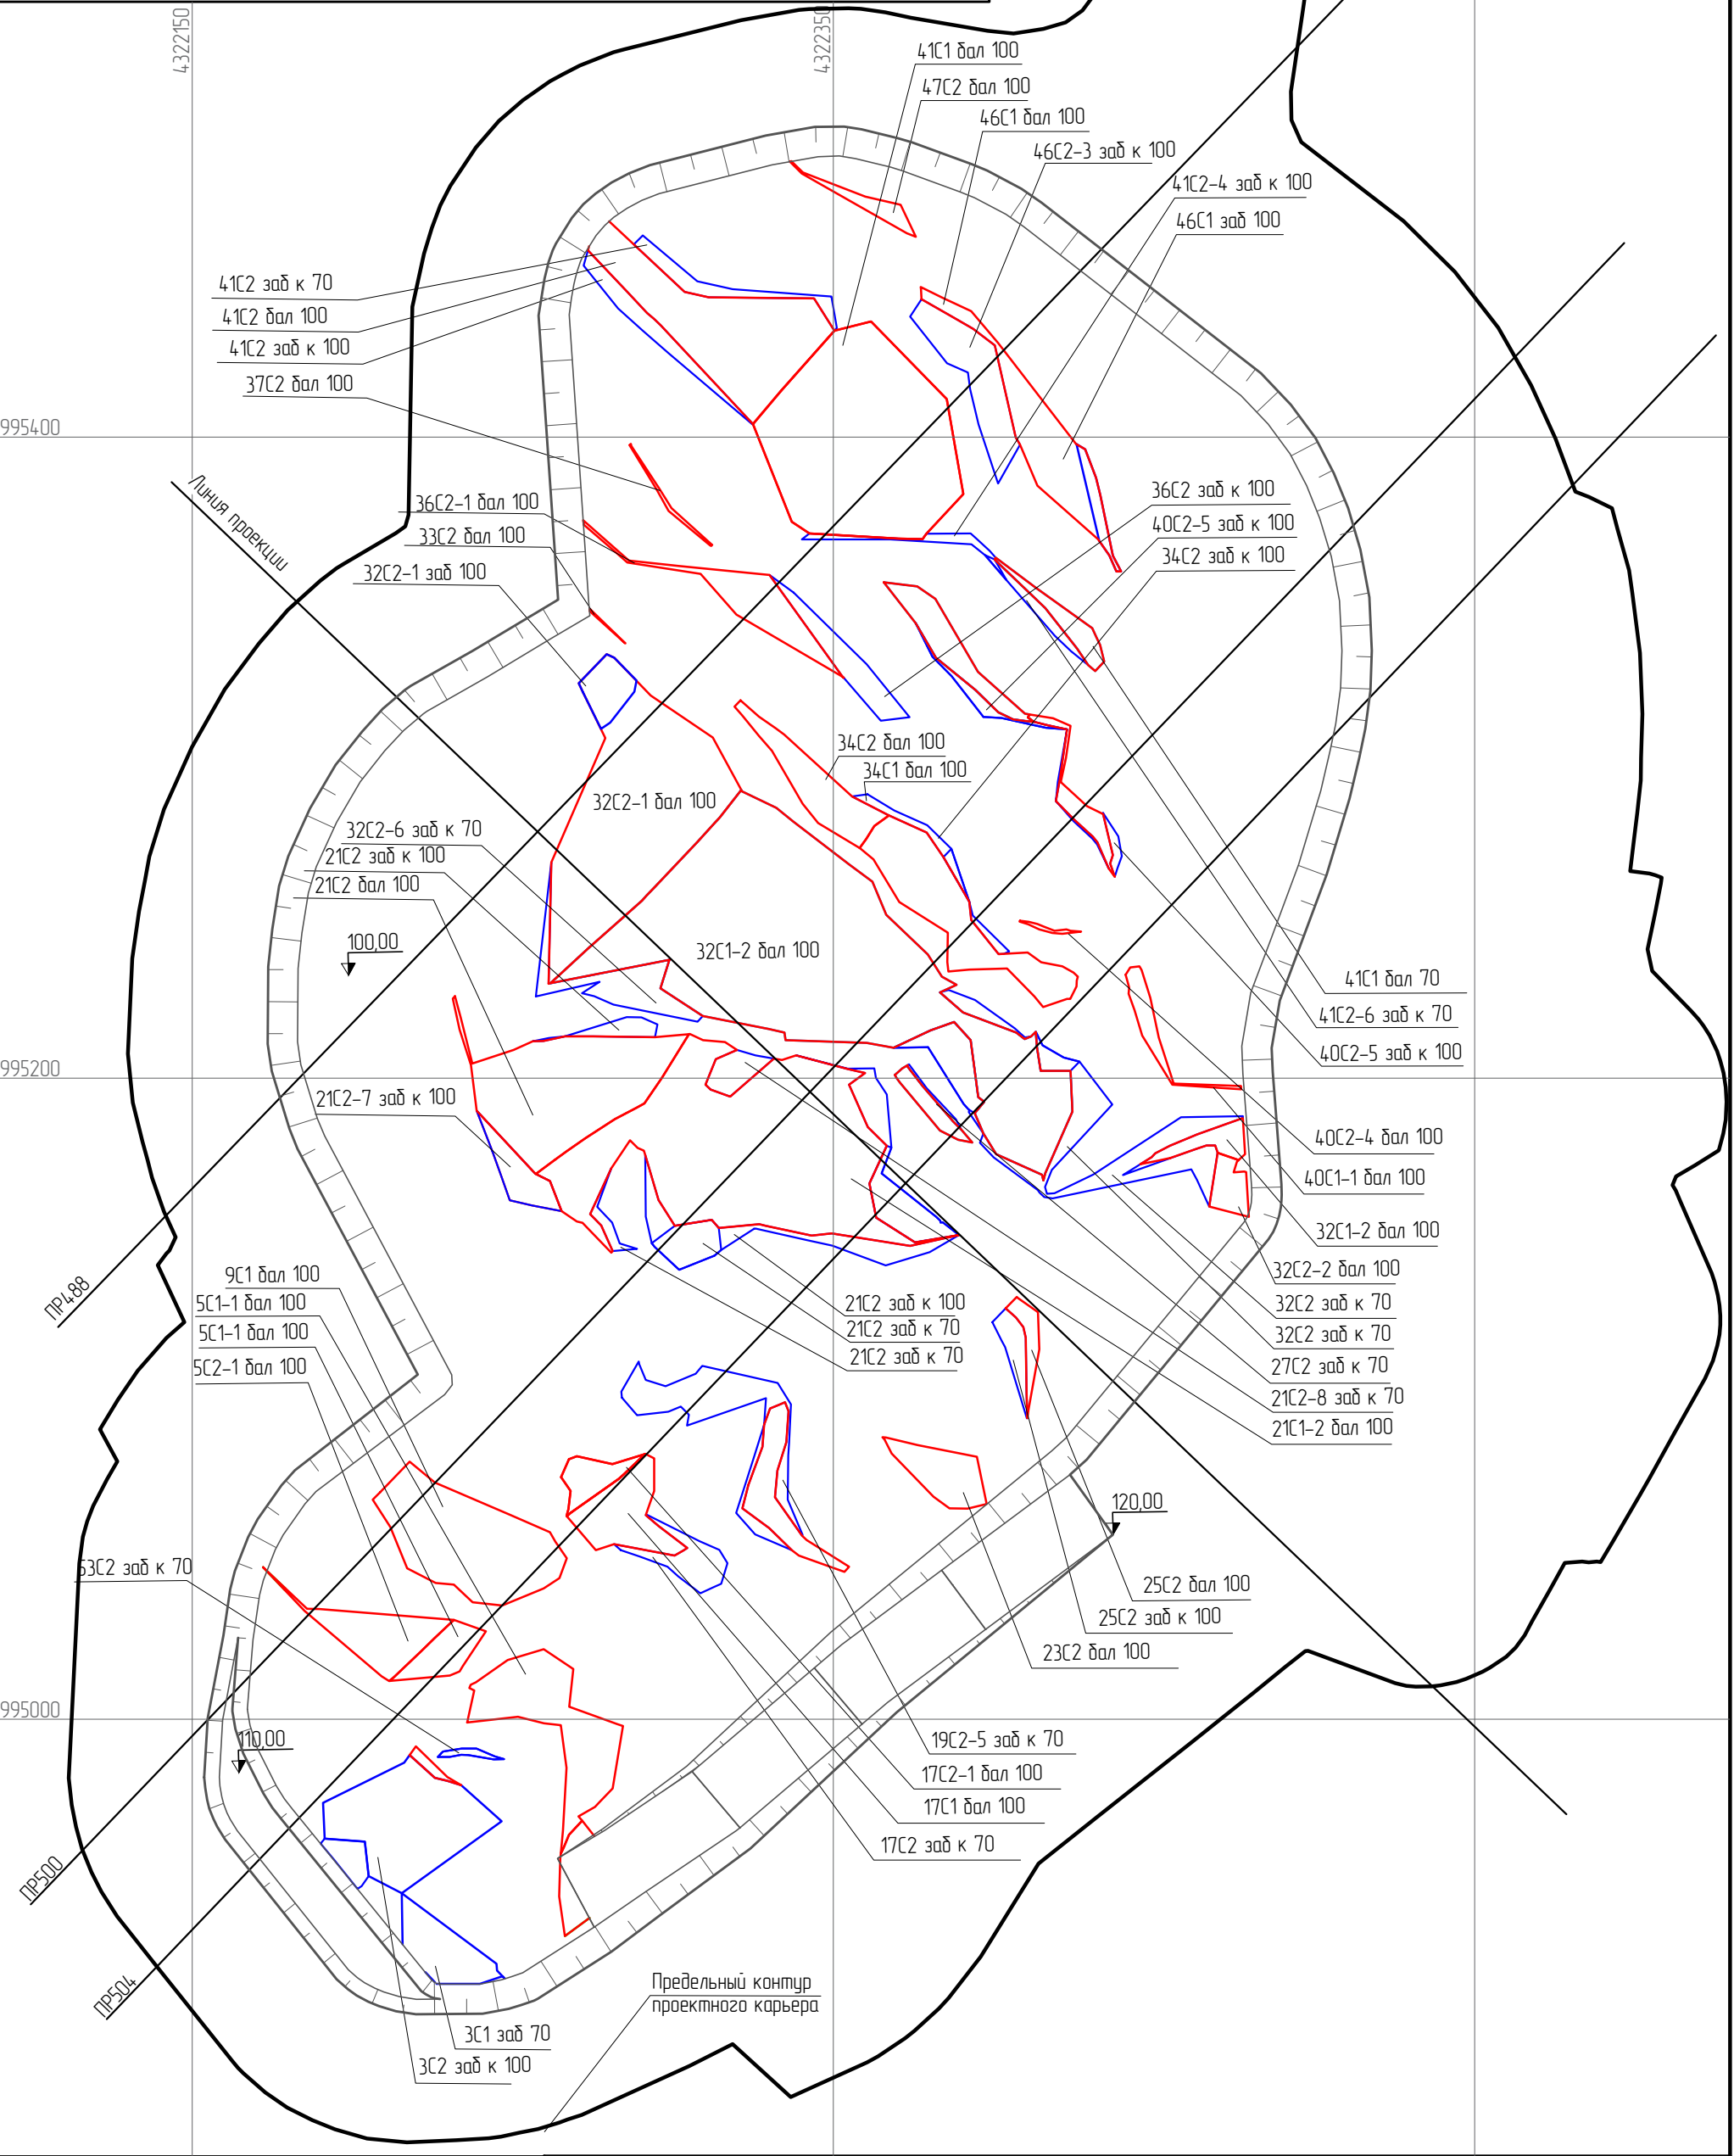 4322150
4322350
41С1 бал 100
47С2 бал 100
46С1 бал 100
46С2-3 заб к 100
41С2-4 заб к 100
46С1 заб 100
41С2 заб к 70
41С2 бал 100
41С2 заб к 100
37С2 бал 100
995400
Линия проекции
36С2-1 бал 100
33С2 бал 100
32С2-1 заб 100
36С2 заб к 100
40С2-5 заб к 100
34С2 заб к 100
34С2 бал 100
34С1 бал 100
32С2-1 бал 100
32С2-6 заб к 70
21С2 заб к 100
21С2 бал 100
100,00
32С1-2 бал 100
41С1 бал 70
41С2-6 заб к 70
40С2-5 заб к 100
995200
21С2-7 заб к 100
40С2-4 бал 100
40С1-1 бал 100
32С1-2 бал 100
32С2-2 бал 100
32С2 заб к 70
32С2 заб к 70
27С2 заб к 70
21С2-8 заб к 70
21С1-2 бал 100
ПР488
9С1 бал 100
5С1-1 бал 100
5С1-1 бал 100
5С2-1 бал 100
21С2 заб к 100
21С2 заб к 70
21С2 заб к 70
120,00
53С2 заб к 70
25С2 бал 100
25С2 заб к 100
23С2 бал 100
995000
110,00
19С2-5 заб к 70
17С2-1 бал 100
17С1 бал 100
17С2 заб к 70
ПР500
ПР504
Предельный контур
проектного карьера
3С1 заб 70
3С2 заб к 100